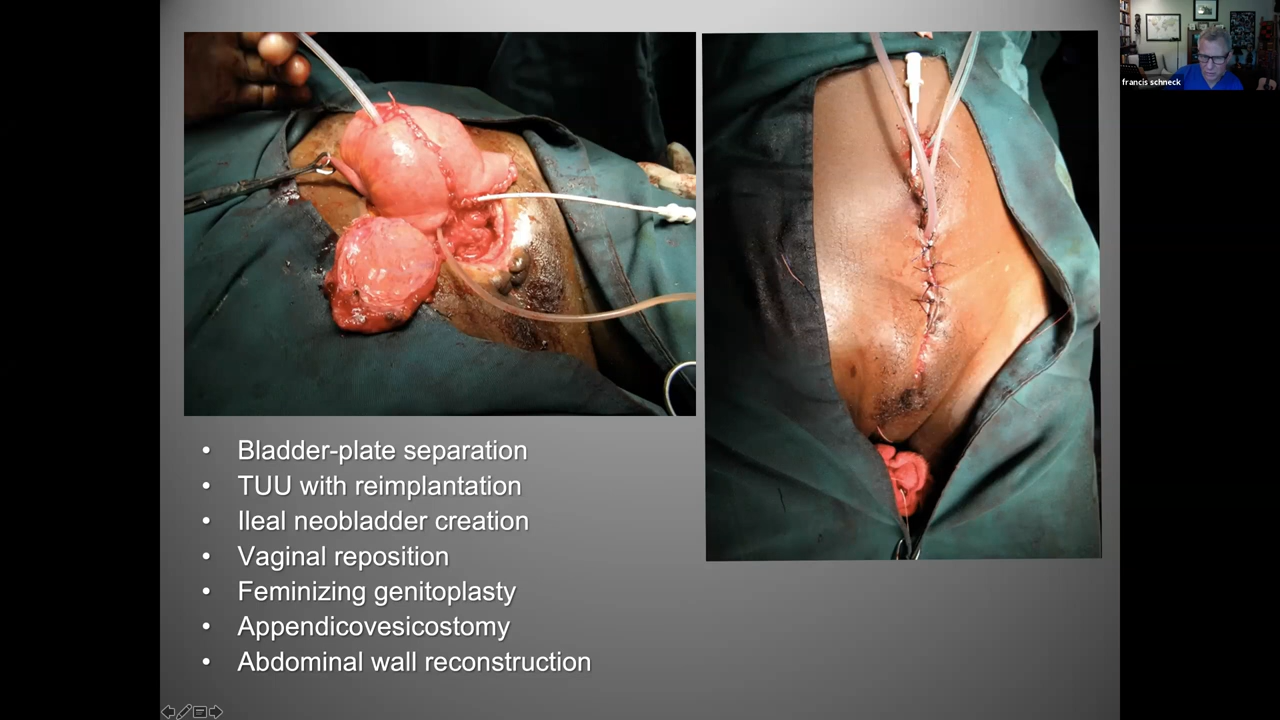 francis schneck
• Bladder-plate separation
• TUU with reimplantation
• Ileal neobladder creation
• Vaginal reposition
• Feminizing genitoplasty
• Appendicovesicostomy
• Abdominal wall reconstruction